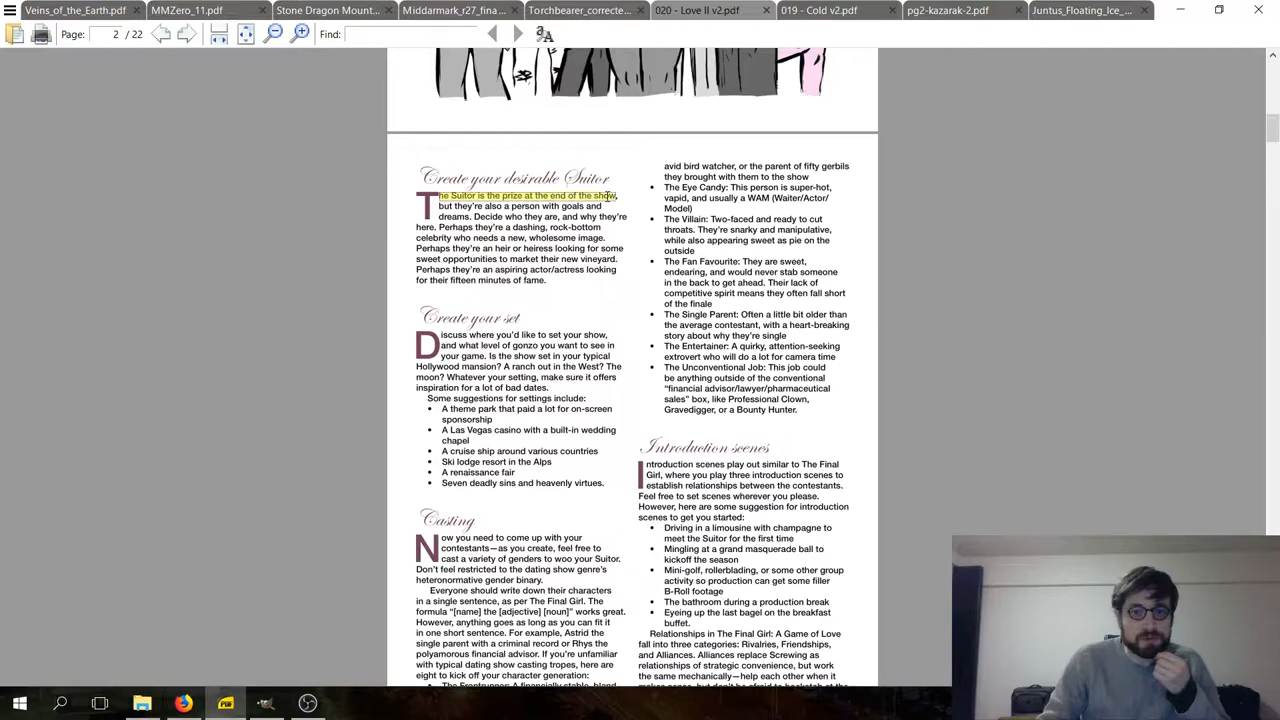 Veins_of_the_Earth.pdf
MMZero_11.pdf
Stone Dragon Mount...
Middarmark_r27_fina...
Torchbearer_correcte...
020 - Love II v2.pdf
019 - Cold v2.pdf
pg2-kazarak-2.pdf
Juntus_Floating_Ice_...
Page: 2 / 22
Find:
Create your desirable Suitor
The Suitor is the prize at the end of the show,
but they're also a person with goals and
dreams. Decide who they are, and why they're
here. Perhaps they're a dashing, rock-bottom
celebrity who needs a new, wholesome image.
Perhaps they're an heir or heiress looking for some
sweet opportunities to market their new vineyard.
Perhaps they're an aspiring actor/actress looking
for their fifteen minutes of fame.
Create your set
Discuss where you'd like to set your show,
and what level of gonzo you want to see in
your game. Is the show set in your typical
Hollywood mansion? A ranch out in the West? The
moon? Whatever your setting, make sure it offers
inspiration for a lot of bad dates.
Some suggestions for settings include:
• A theme park that paid a lot for on-screen
sponsorship
• A Las Vegas casino with a built-in wedding
chapel
• A cruise ship around various countries
• Ski lodge resort in the Alps
• A renaissance fair
• Seven deadly sins and heavenly virtues.
Casting
Now you need to come up with your
contestants—as you create, feel free to
cast a variety of genders to woo your Suitor.
Don't feel restricted to the dating show genre's
heteronormative gender binary.
Everyone should write down their characters
in a single sentence, as per The Final Girl. The
formula "[name] the [adjective] [noun]" works great.
However, anything goes as long as you can fit it
in one short sentence. For example, Astrid the
single parent with a criminal record or Rhys the
polyamorous financial advisor. If you're unfamiliar
with typical dating show casting tropes, here are
eight to kick off your character generation:
• The Frontrunner: A financially stable, bland
avid bird watcher, or the parent of fifty gerbils
they brought with them to the show
• The Eye Candy: This person is super-hot,
vapid, and usually a WAM (Waiter/Actor/
Model)
• The Villain: Two-faced and ready to cut
throats. They're snarky and manipulative,
while also appearing sweet as pie on the
outside
• The Fan Favourite: They are sweet,
endearing, and would never stab someone
in the back to get ahead. Their lack of
competitive spirit means they often fall short
of the finale
• The Single Parent: Often a little bit older than
the average contestant, with a heart-breaking
story about why they're single
• The Entertainer: A quirky, attention-seeking
extrovert who will do a lot for camera time
• The Unconventional Job: This job could
be anything outside of the conventional
"financial advisor/lawyer/pharmaceutical
sales" box, like Professional Clown,
Gravedigger, or a Bounty Hunter.
Introduction scenes
Introduction scenes play out similar to The Final
Girl, where you play three introduction scenes to
establish relationships between the contestants.
Feel free to set scenes wherever you please.
However, here are some suggestion for introduction
scenes to get you started:
• Driving in a limousine with champagne to
meet the Suitor for the first time
• Mingling at a grand masquerade ball to
kickoff the season
• Mini-golf, rollerblading, or some other group
activity so production can get some filler
B-Roll footage
• The bathroom during a production break
• Eyeing up the last bagel on the breakfast
buffet.
Relationships in The Final Girl: A Game of Love
fall into three categories: Rivalries, Friendships,
and Alliances. Alliances replace Screwing as
relationships of strategic convenience, but work
the same mechanically—help each other when it